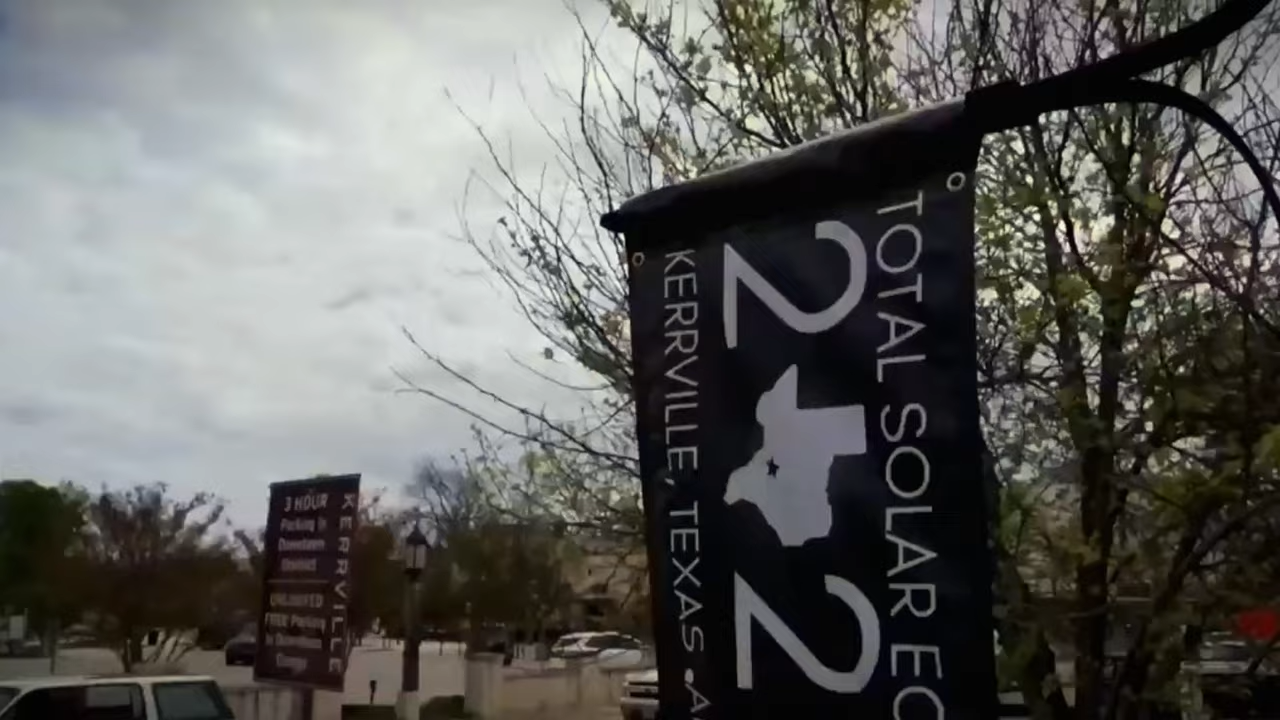 TOTAL SOLAR EC
2 2
KERRVILLE, TEXAS • A
3 HOUR
Parking In
Downtown
District
UNLIMITED
FREE Parking
In Downtown
Garage
KERRVILLE